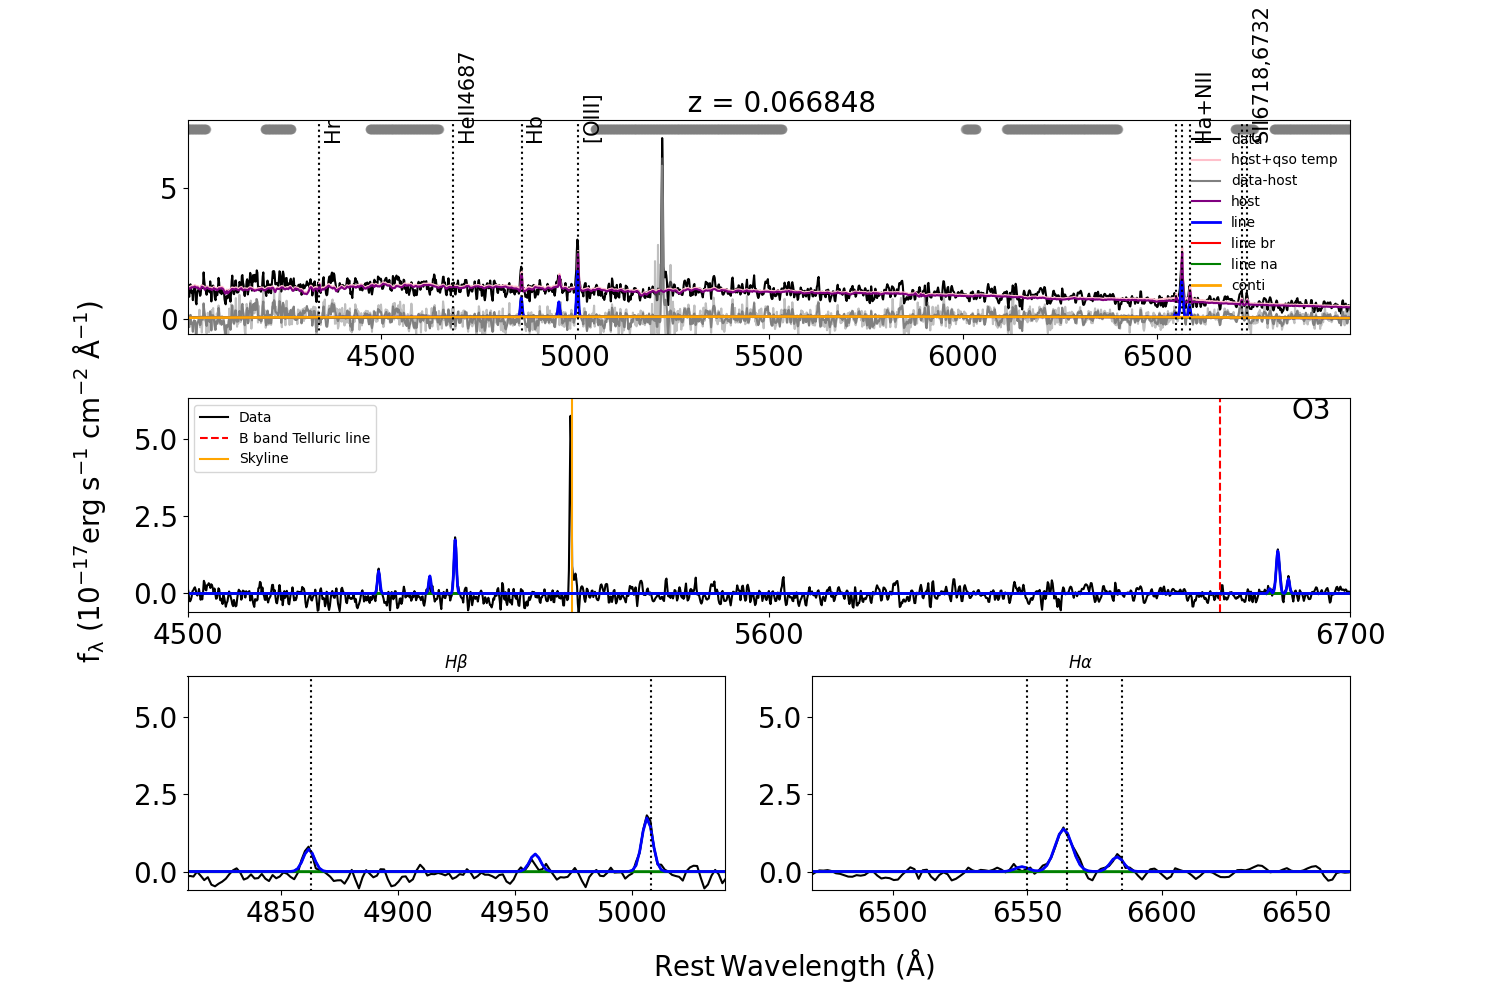 z = 0.066848
Hr
HeII4687
Hb
[OIII]
Ha+NII
SII6718,6732
data
host+qso temp
data-host
host
line
line br
line na
conti
5
0
4500 5000 5500 6000 6500
O3
Data
B band Telluric line
Skyline
5.0
2.5
0.0
4500 5600 6700
fλ (10−17erg s−1 cm−2 Å−1)
Hβ
5.0
2.5
0.0
4850 4900 4950 5000
Hα
5.0
2.5
0.0
6500 6550 6600 6650
Rest Wavelength (Å)